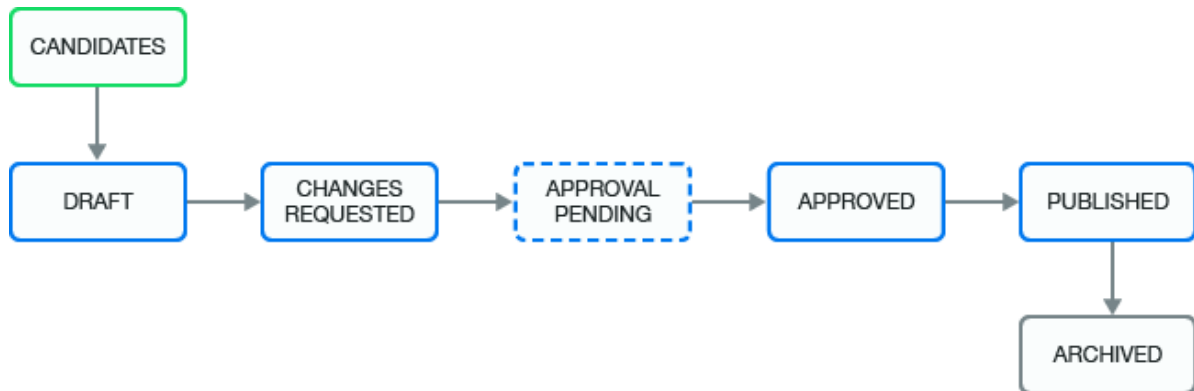 CANDIDATES
DRAFT
CHANGES
REQUESTED
APPROVAL
PENDING
APPROVED
PUBLISHED
ARCHIVED